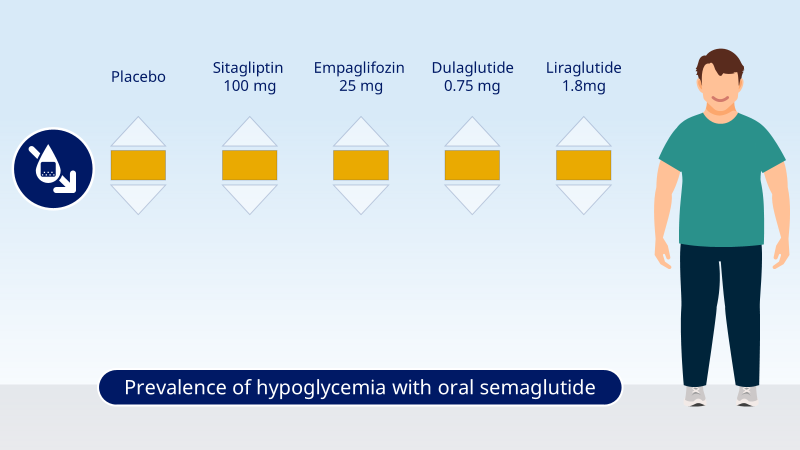 Placebo
Sitagliptin
100 mg
Empaglifozin
25 mg
Dulaglutide
0.75 mg
Liraglutide
1.8mg
Prevalence of hypoglycemia with oral semaglutide